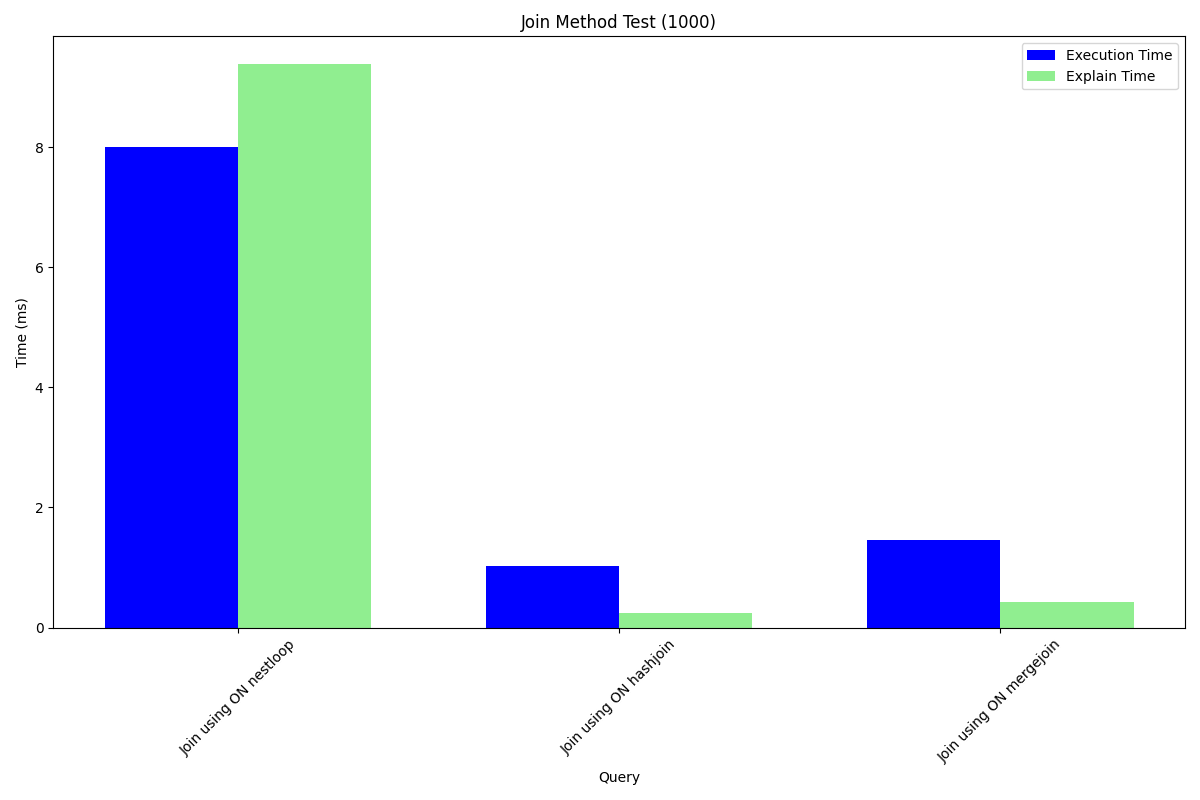 Join Method Test (1000)
Execution Time
Explain Time
Time (ms)
8
6
4
2
0
Join using ON nestloop
Join using ON hashjoin
Join using ON mergejoin
Query